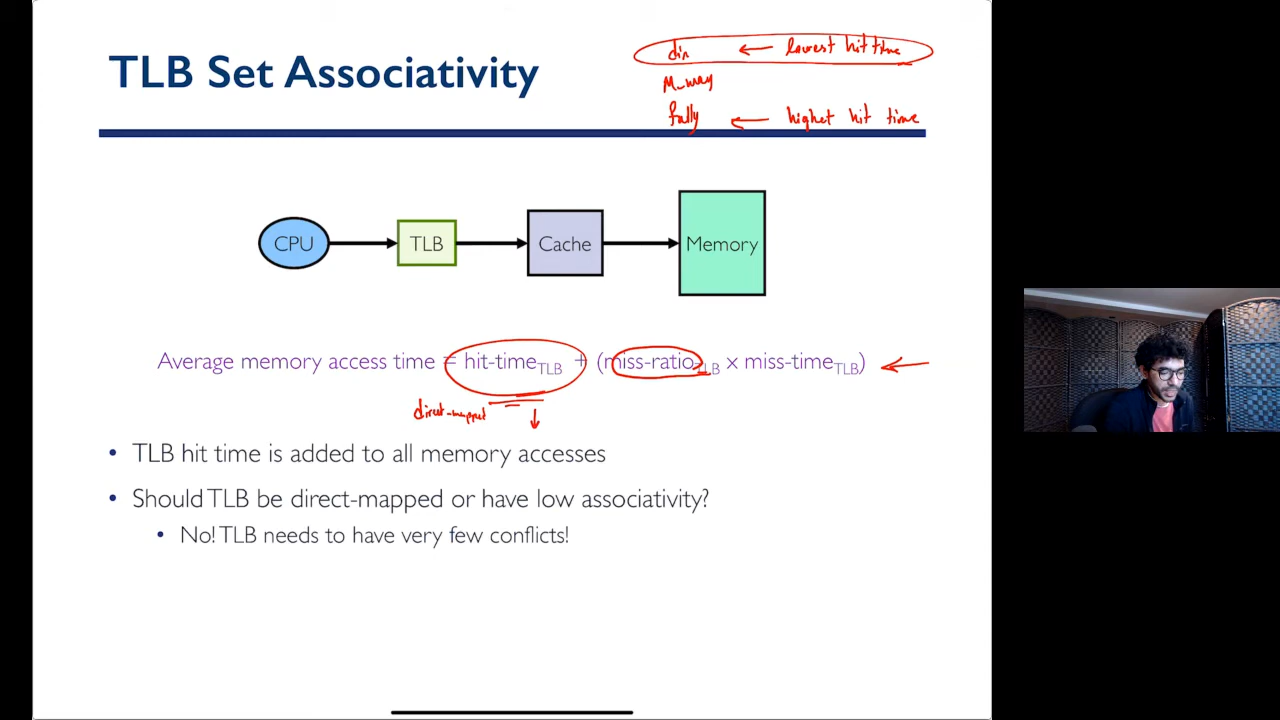 TLB Set Associativity
dir ← lowest hit time
M-way
fully ← highest hit time
CPU
TLB
Cache
Memory
Average memory access time = hit-timeTLB + (miss-ratioTLB x miss-timeTLB) ←
direct-mapped ↓
• TLB hit time is added to all memory accesses
• Should TLB be direct-mapped or have low associativity?
• No! TLB needs to have very few conflicts!